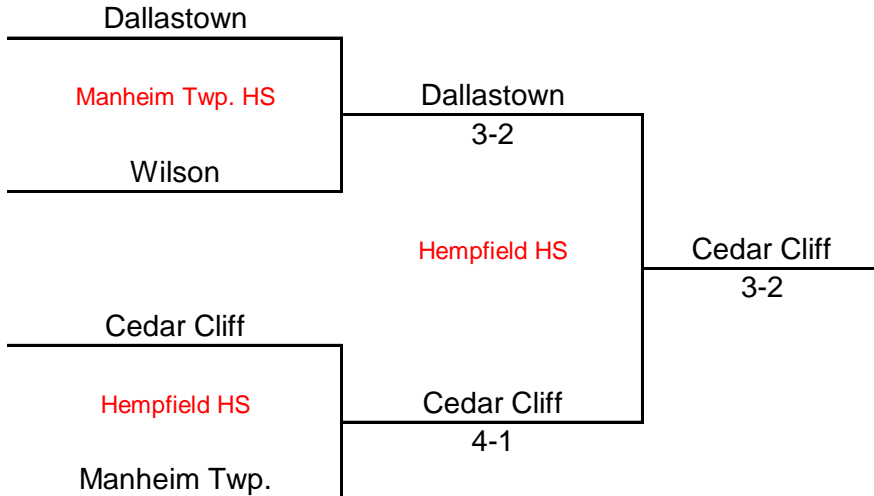 Dallastown
Manheim Twp. HS
Dallastown
3-2
Wilson
Hempfield HS
Cedar Cliff
3-2
Cedar Cliff
Hempfield HS
Cedar Cliff
4-1
Manheim Twp.